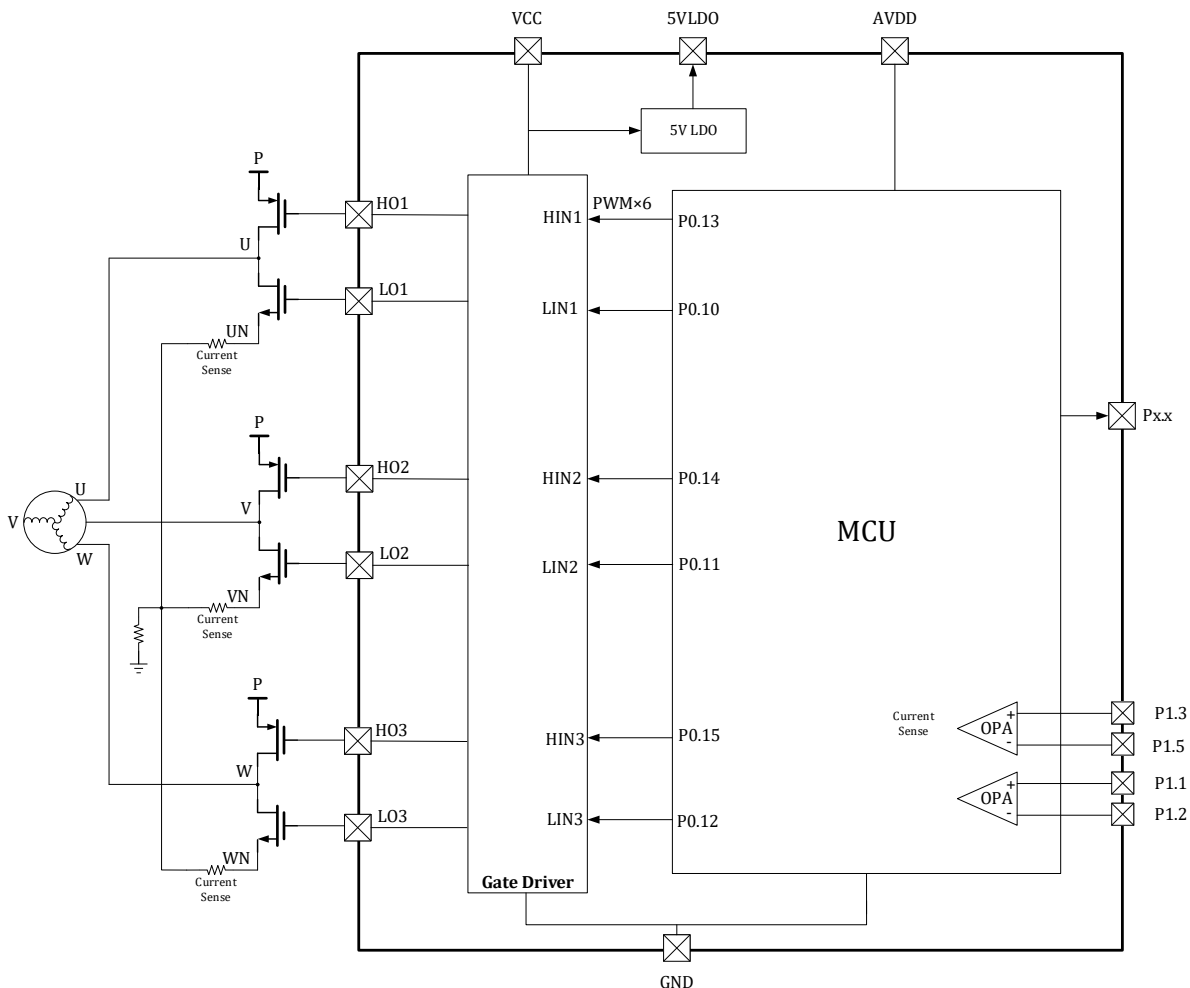 VCC
5VLDO
AVDD
5V LDO
P
HO1
HIN1
PWM×6
P0.13
U
LO1
LIN1
P0.10
UN
Current
Sense
Px.x
P
HO2
HIN2
P0.14
U
V
V
W
MCU
LO2
LIN2
P0.11
VN
Current
Sense
P
HO3
HIN3
P0.15
Current
Sense
+
OPA
-
P1.3
P1.5
W
+
OPA
-
P1.1
P1.2
LO3
LIN3
P0.12
WN
Current
Sense
Gate Driver
GND